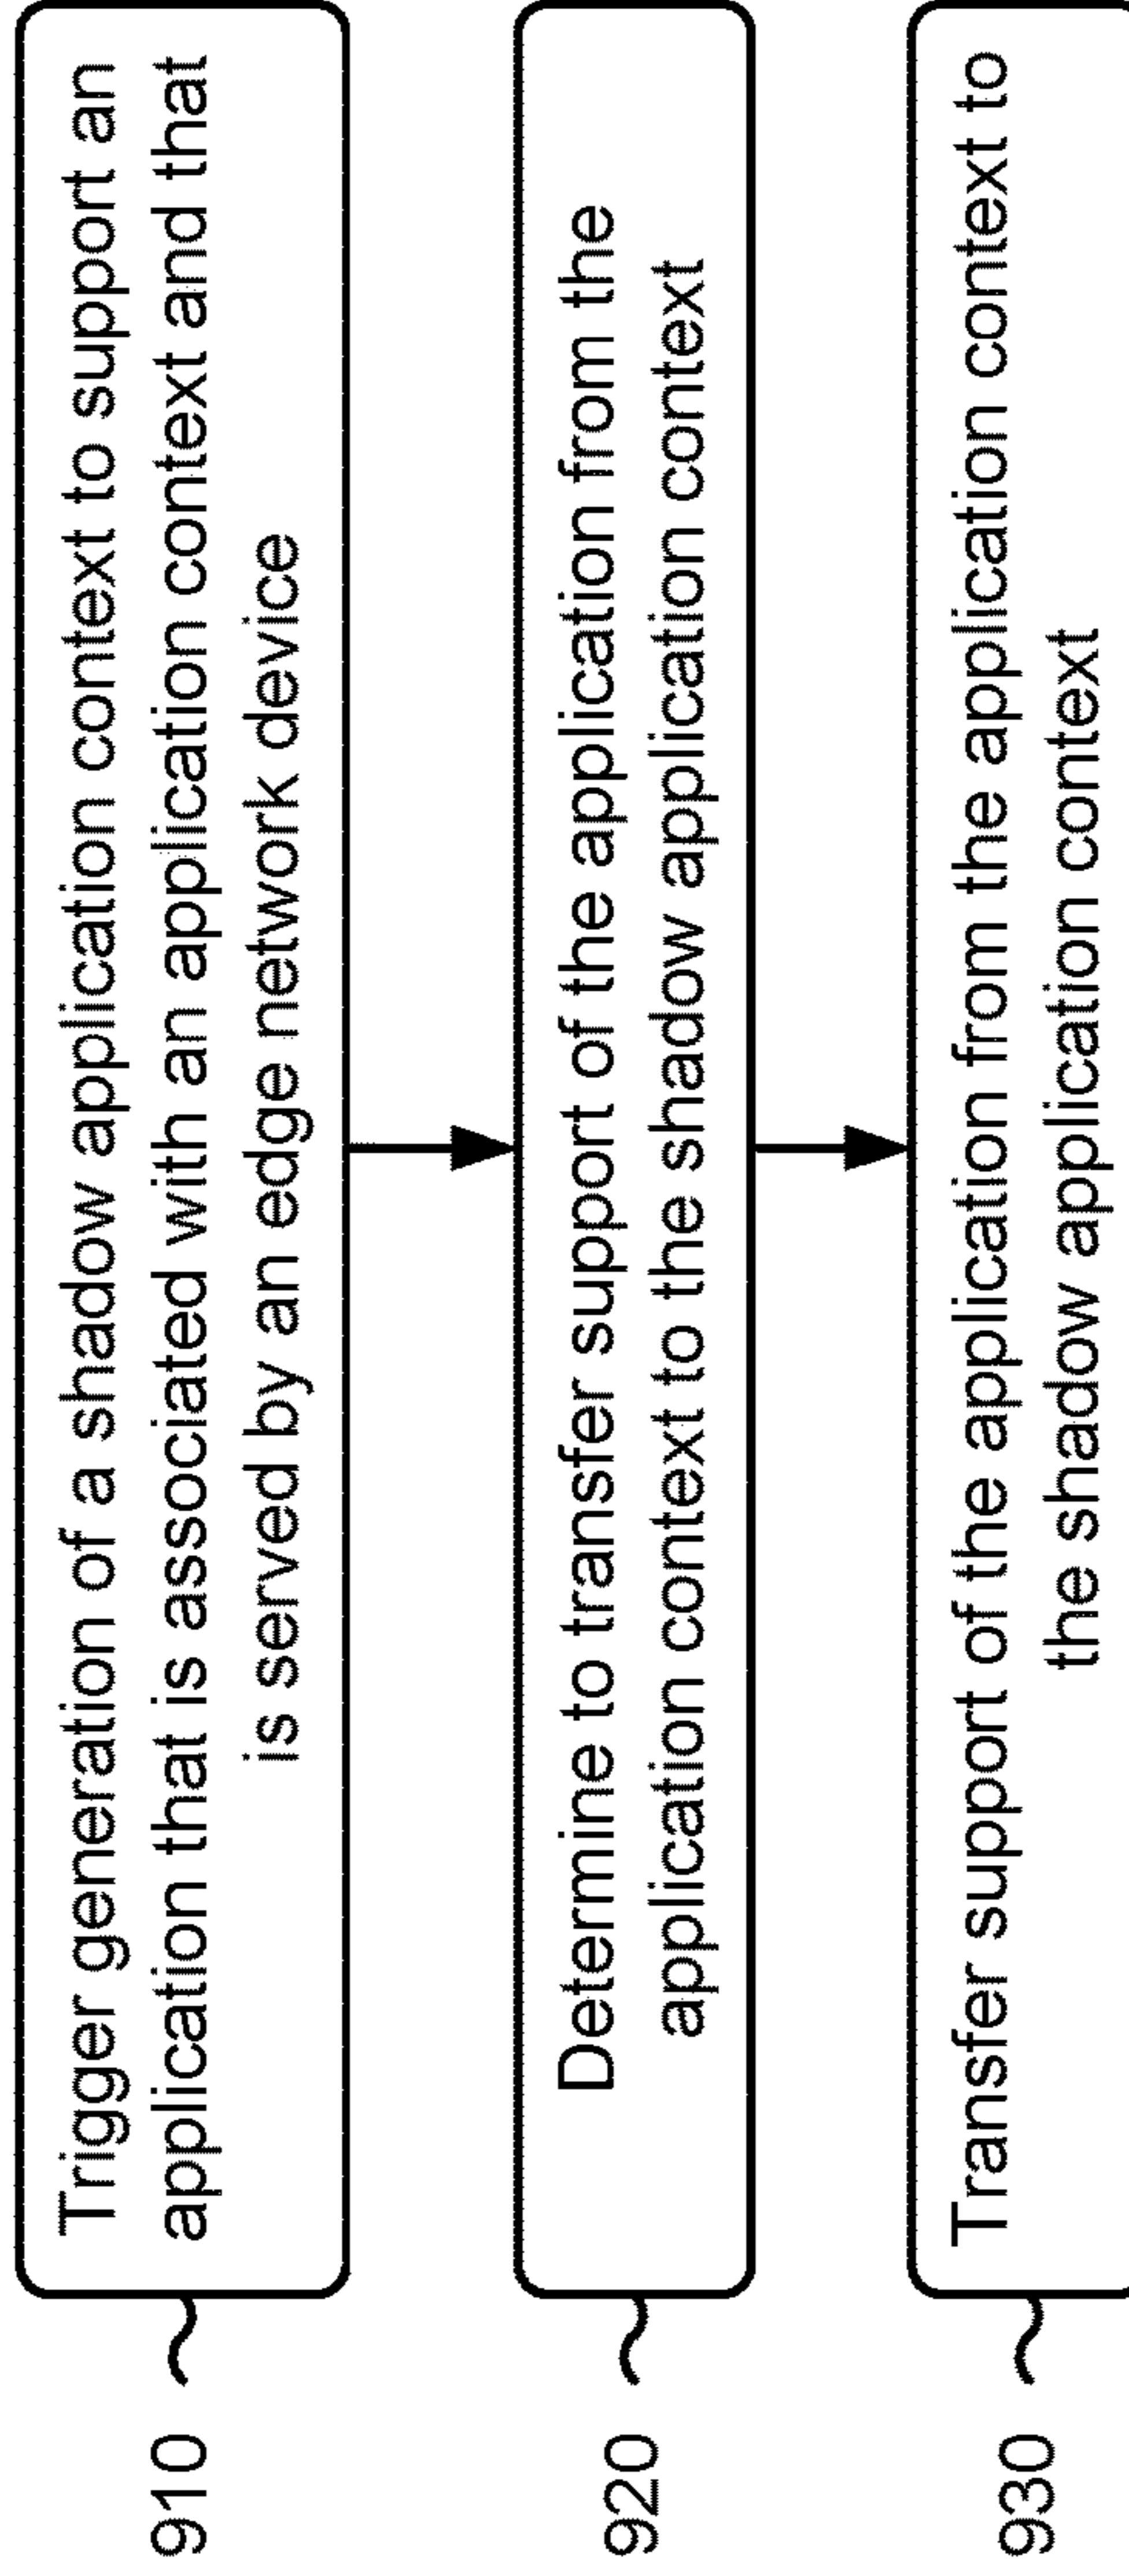 910
Trigger generation of a shadow application context to support an
application that is associated with an application context and that
is served by an edge network device
920
Determine to transfer support of the application from the
application context to the shadow application context
930
Transfer support of the application from the application context to
the shadow application context